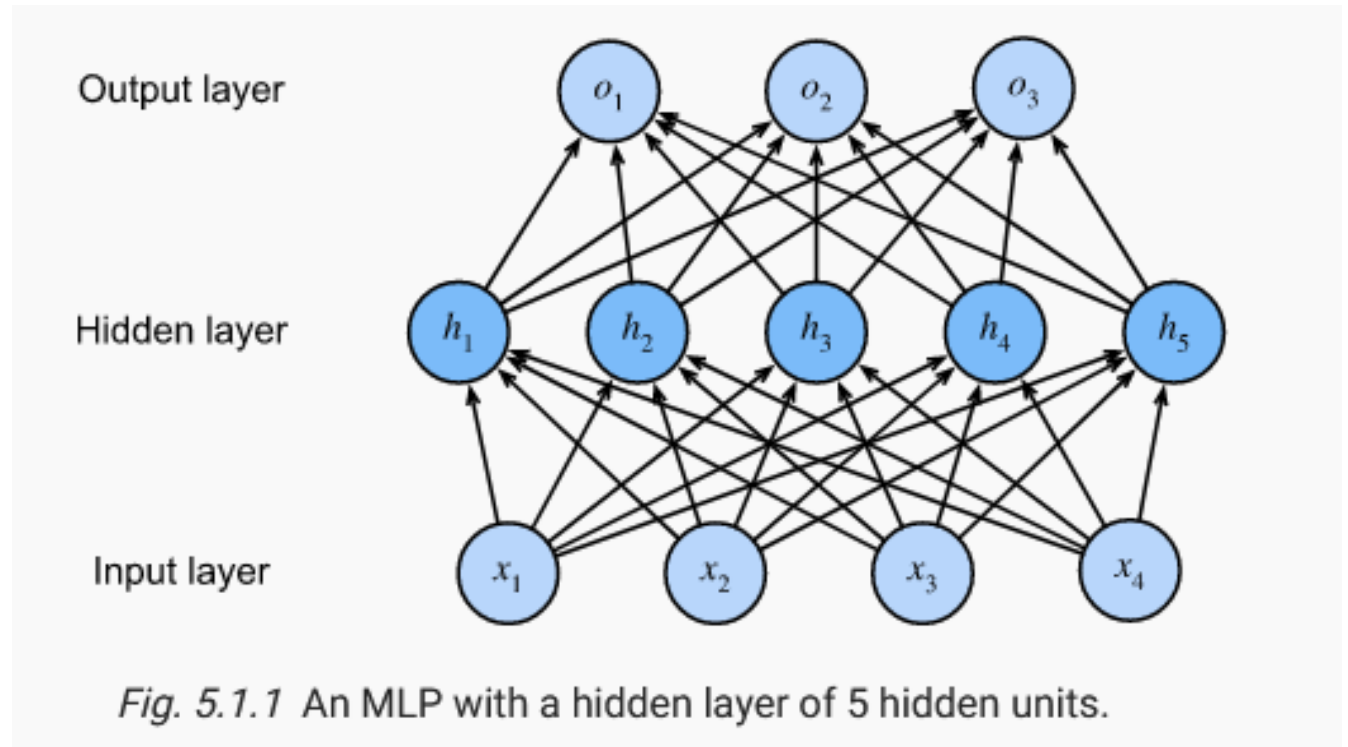 Output layer
o1 o2 o3
Hidden layer
h1 h2 h3 h4 h5
Input layer
x1 x2 x3 x4
Fig. 5.1.1 An MLP with a hidden layer of 5 hidden units.